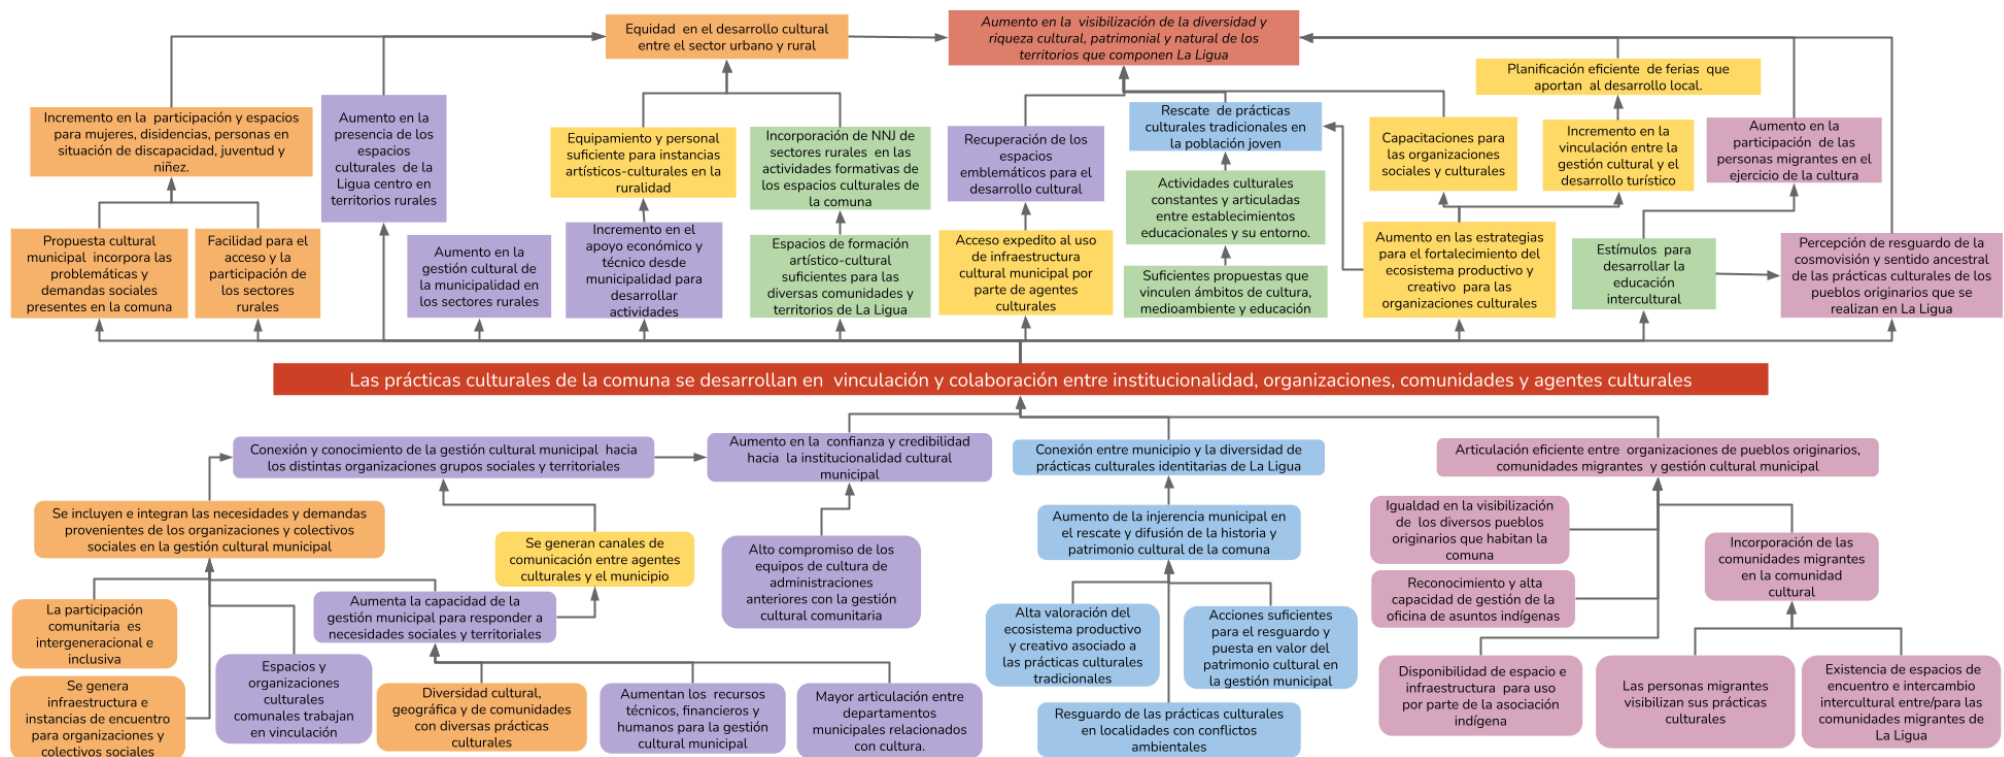 Equidad en el desarrollo cultural
entre el sector urbano y rural
Aumento en la visibilización de la diversidad y
riqueza cultural, patrimonial y natural de los
territorios que componen La Ligua
Planificación eficiente de ferias que
aportan al desarrollo local.
Incremento en la participación y espacios
para mujeres, disidencias, personas en
situación de discapacidad, juventud y
niñez.
Aumento en la
presencia de los
espacios
culturales de la
Ligua centro en
territorios rurales
Equipamiento y personal
suficiente para instancias
artísticos-culturales en la
ruralidad
Incorporación de NNJ de
sectores rurales en las
actividades formativas de
los espacios culturales de
la comuna
Recuperación de los
espacios
emblemáticos para el
desarrollo cultural
Rescate de prácticas
culturales tradicionales en
la población joven
Capacitaciones para
las organizaciones
sociales y culturales
Incremento en la
vinculación entre la
gestión cultural y el
desarrollo turístico
Aumento en la
participación de las
personas migrantes en el
ejercicio de la cultura
Actividades culturales
constantes y articuladas
entre establecimientos
educacionales y su entorno.
Propuesta cultural
municipal incorpora las
problemáticas y
demandas sociales
presentes en la comuna
Facilidad para el
acceso y la
participación de
los sectores
rurales
Aumento en la
gestión cultural de
la municipalidad en
los sectores rurales
Incremento en el
apoyo económico y
técnico desde
municipalidad para
desarrollar
actividades
Espacios de formación
artístico-cultural
suficientes para las
diversas comunidades y
territorios de La Ligua
Acceso expedito al uso
de infraestructura
cultural municipal por
parte de agentes
culturales
Suficientes propuestas que
vinculen ámbitos de cultura,
medioambiente y educación
Aumento en las estrategias
para el fortalecimiento del
ecosistema productivo y
creativo para las
organizaciones culturales
Estímulos para
desarrollar la
educación
intercultural
Percepción de resguardo de la
cosmovisión y sentido ancestral
de las prácticas culturales de los
pueblos originarios que se
realizan en La Ligua
Las prácticas culturales de la comuna se desarrollan en vinculación y colaboración entre institucionalidad, organizaciones, comunidades y agentes culturales
Conexión y conocimiento de la gestión cultural municipal hacia
los distintas organizaciones grupos sociales y territoriales
Aumento en la confianza y credibilidad
hacia la institucionalidad cultural
municipal
Conexión entre municipio y la diversidad de
prácticas culturales identitarias de La Ligua
Articulación eficiente entre organizaciones de pueblos originarios,
comunidades migrantes y gestión cultural municipal
Se incluyen e integran las necesidades y demandas
provenientes de los organizaciones y colectivos
sociales en la gestión cultural municipal
Se generan canales de
comunicación entre agentes
culturales y el municipio
Alto compromiso de los
equipos de cultura de
administraciones
anteriores con la gestión
cultural comunitaria
Aumento de la injerencia municipal en
el rescate y difusión de la historia y
patrimonio cultural de la comuna
Igualdad en la visibilización
de los diversos pueblos
originarios que habitan la
comuna
Incorporación de las
comunidades migrantes
en la comunidad
cultural
Reconocimiento y alta
capacidad de gestión de la
oficina de asuntos indígenas
La participación
comunitaria es
intergeneracional e
inclusiva
Aumenta la capacidad de la
gestión municipal para responder a
necesidades sociales y territoriales
Alta valoración del
ecosistema productivo
y creativo asociado a
las prácticas culturales
tradicionales
Acciones suficientes
para el resguardo y
puesta en valor del
patrimonio cultural en
la gestión municipal
Se genera
infraestructura e
instancias de encuentro
para organizaciones y
colectivos sociales
Espacios y
organizaciones
culturales
comunales trabajan
en vinculación
Diversidad cultural,
geográfica y de comunidades
con diversas prácticas
culturales
Aumentan los recursos
técnicos, financieros y
humanos para la gestión
cultural municipal
Mayor articulación entre
departamentos
municipales relacionados
con cultura.
Resguardo de las prácticas culturales
en localidades con conflictos
ambientales
Disponibilidad de espacio e
infraestructura para uso
por parte de la asociación
indígena
Las personas migrantes
visibilizan sus prácticas
culturales
Existencia de espacios de
encuentro e intercambio
intercultural entre/para las
comunidades migrantes de
La Ligua